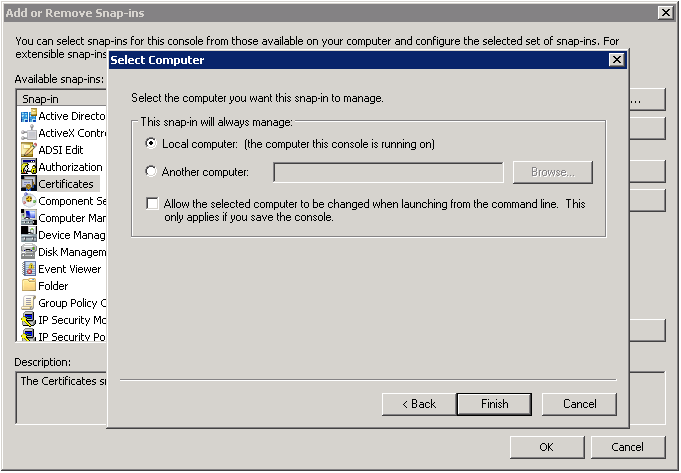 Add or Remove Snap-ins
You can select snap-ins for this console from those available on your computer and configure the selected set of snap-ins. For
extensible snap-ins
Select Computer
Available snap-ins:
Select the computer you want this snap-in to manage.
Snap-in
...
This snap-in will always manage:
Active Directo
ActiveX Contro
Local computer: (the computer this console is running on)
ADSI Edit
Authorization
Another computer:
Browse...
Certificates
Component Se
Allow the selected computer to be changed when launching from the command line. This
only applies if you save the console.
Computer Man
Device Manag
Disk Managem
Event Viewer
Folder
Group Policy O
IP Security Mo
IP Security Po
Description:
The Certificates sn
< Back
Finish
Cancel
OK
Cancel